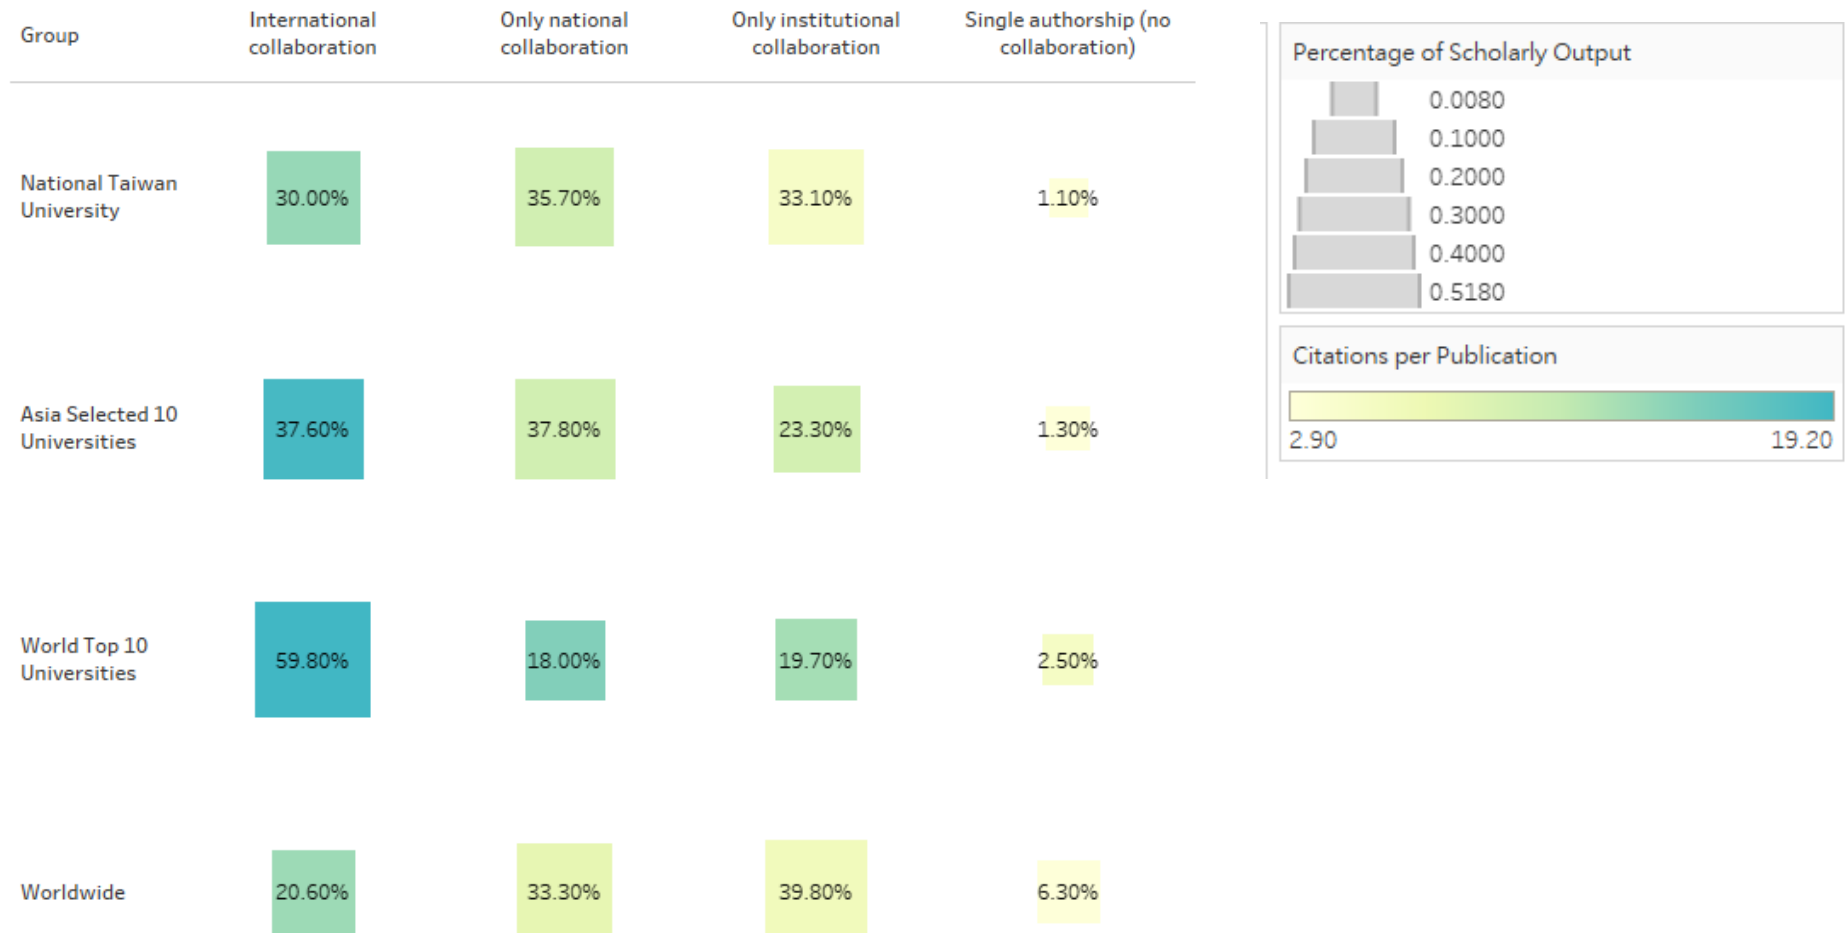 Group
International
collaboration
Only national
collaboration
Only institutional
collaboration
Single authorship (no
collaboration)
National Taiwan
University
30.00%
35.70%
33.10%
1.10%
Asia Selected 10
Universities
37.60%
37.80%
23.30%
1.30%
World Top 10
Universities
59.80%
18.00%
19.70%
2.50%
Worldwide
20.60%
33.30%
39.80%
6.30%
Percentage of Scholarly Output
0.0080
0.1000
0.2000
0.3000
0.4000
0.5180
Citations per Publication
2.90
19.20